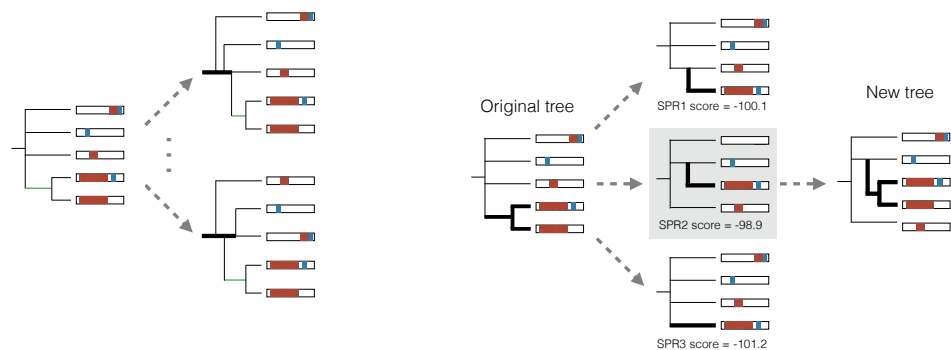 Original tree
SPR1 score = -100.1
New tree
SPR2 score = -98.9
SPR3 score = -101.2